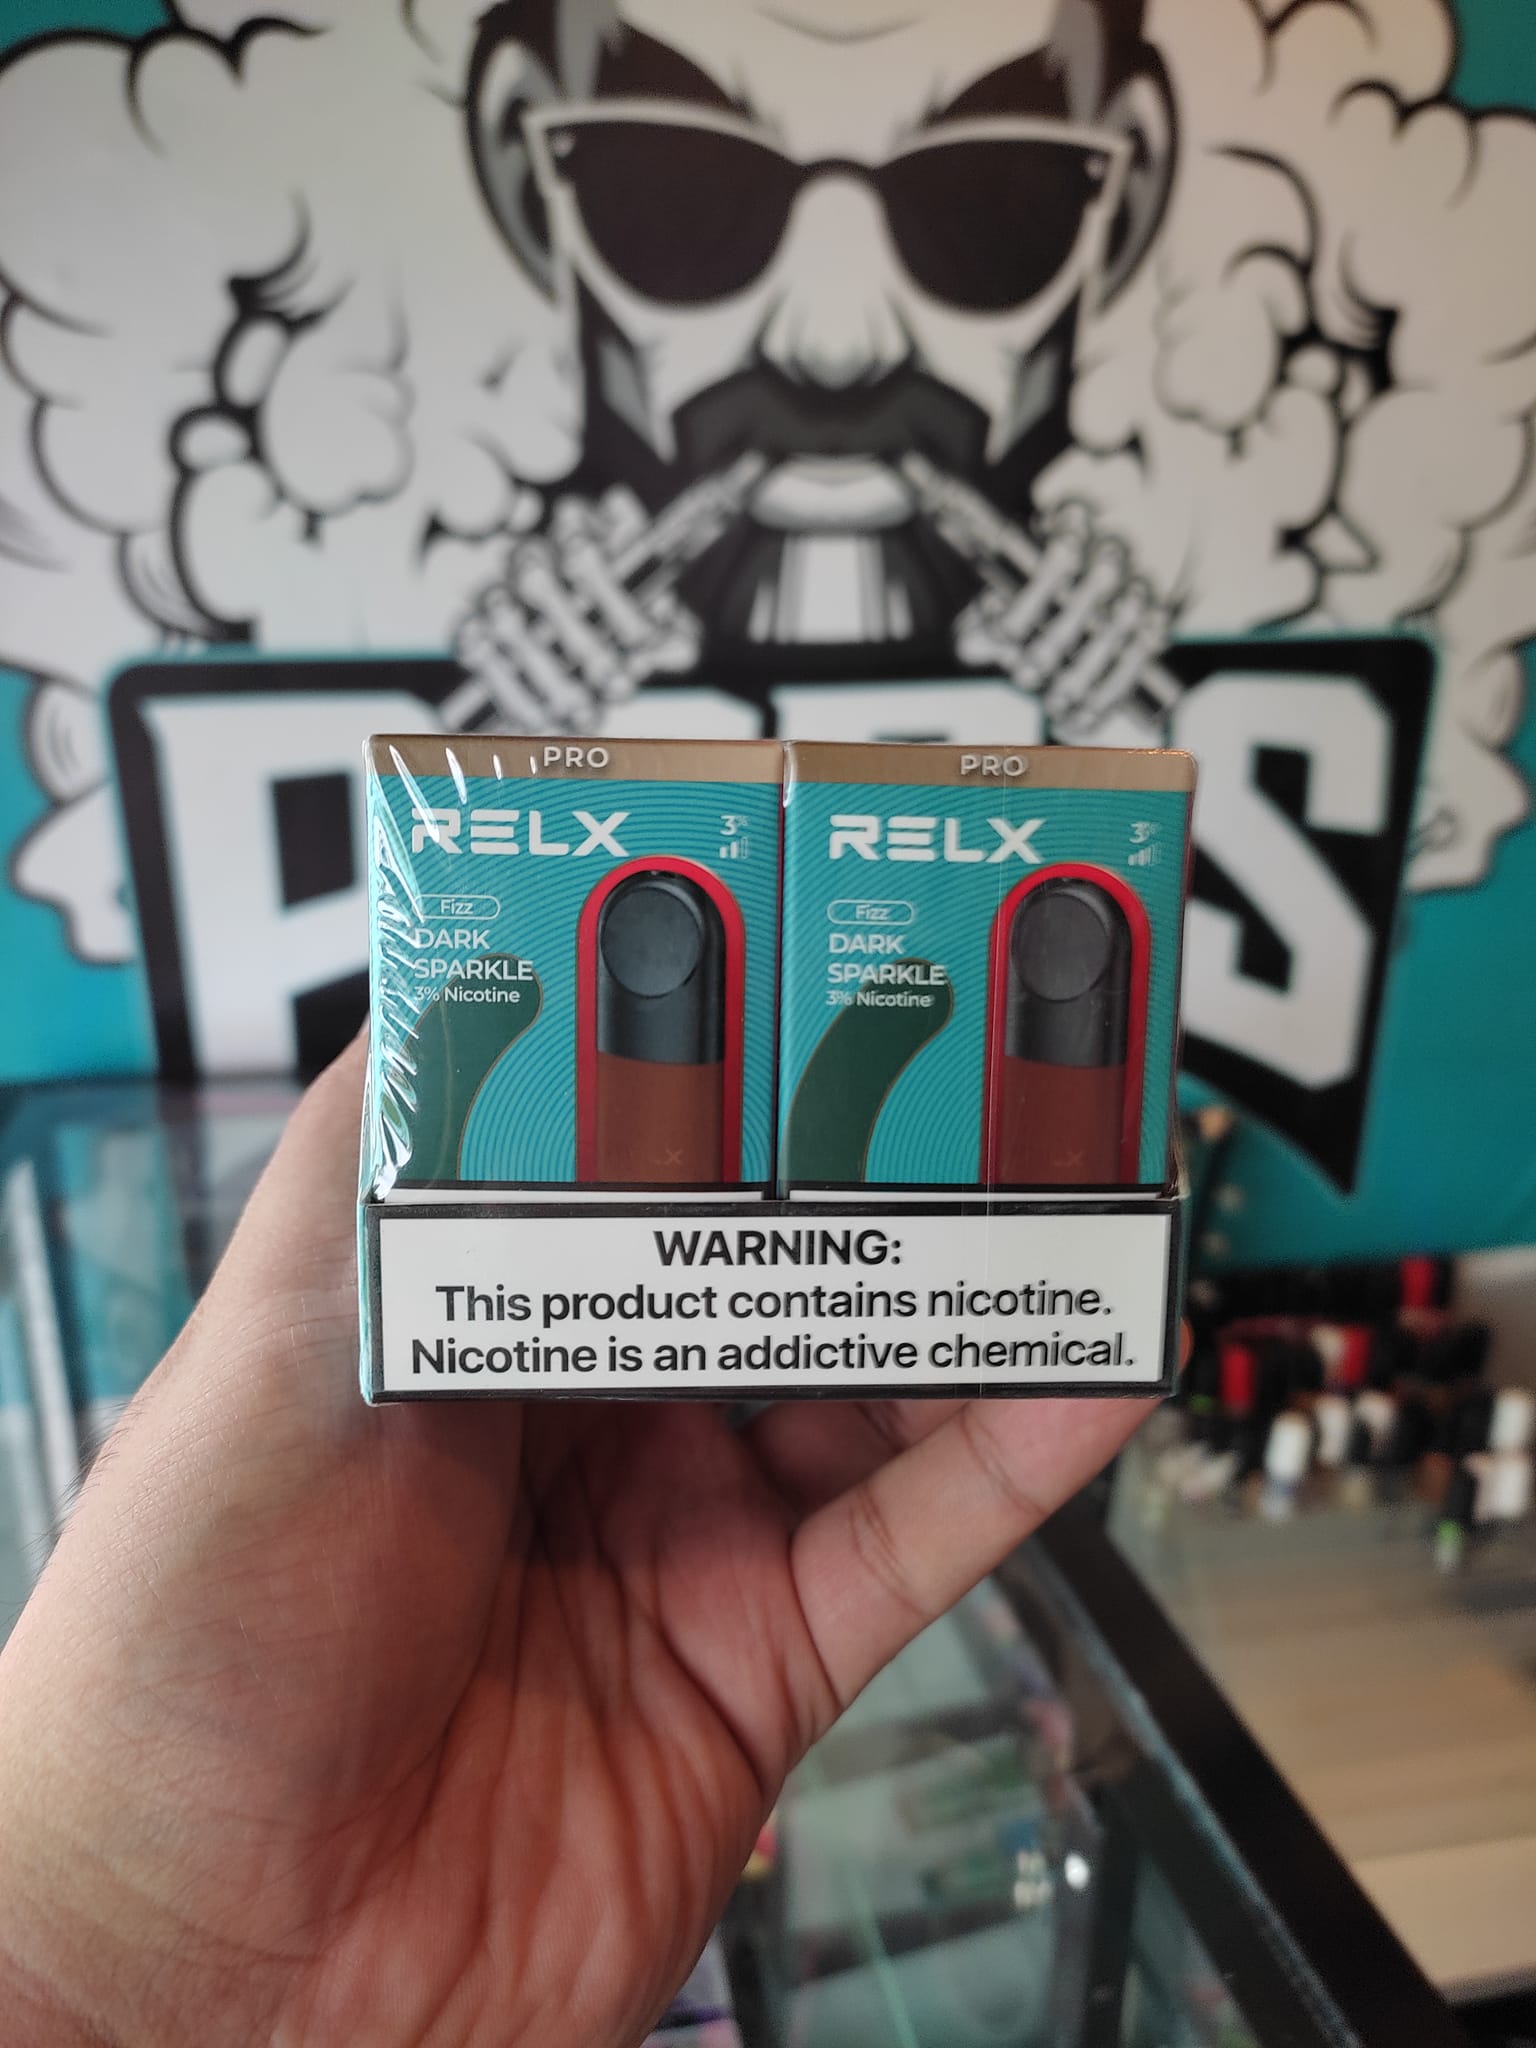 PRO
RELX
3%
Fizz
DARK
SPARKLE
3% Nicotine
PRO
RELX
3%
Fizz
DARK
SPARKLE
3% Nicotine
WARNING:
This product contains nicotine.
Nicotine is an addictive chemical.